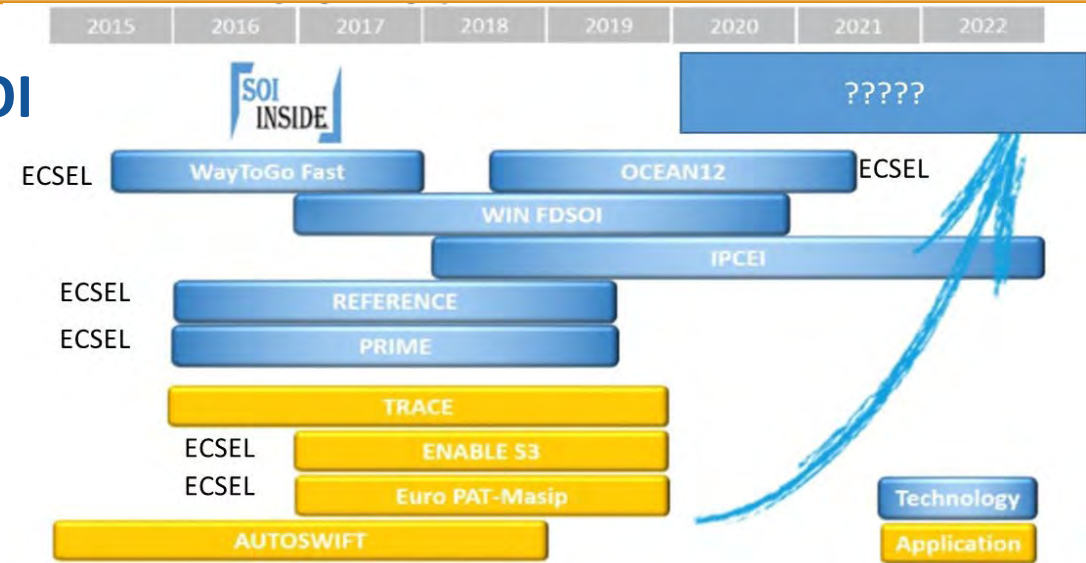 2015 2016 2017 2018 2019 2020 2021 2022
OI
SOI
INSIDE
?????
ECSEL WayToGo Fast OCEAN12 ECSEL
WIN FDSOI
IPCEI
ECSEL REFERENCE
ECSEL PRIME
TRACE
ECSEL ENABLE S3
ECSEL Euro PAT-Masip
Technology
AUTOSWIFT Application